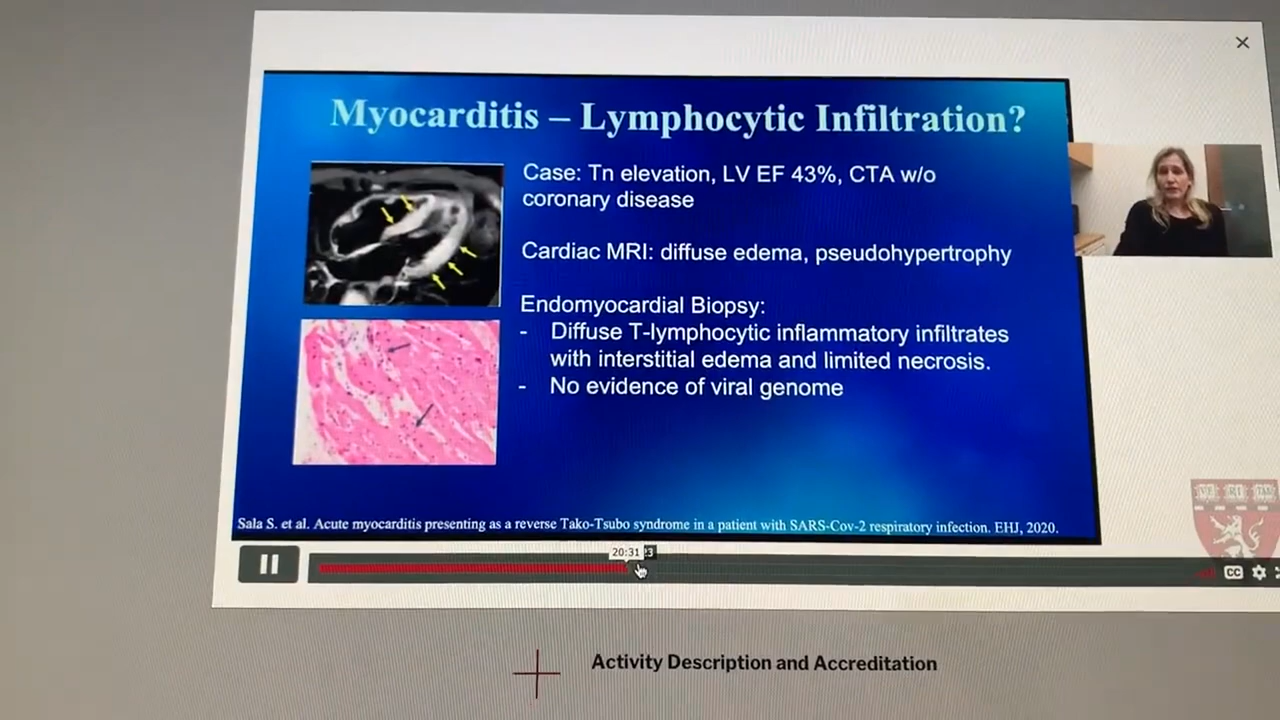 Myocarditis – Lymphocytic Infiltration?
Case: Tn elevation, LV EF 43%, CTA w/o
coronary disease
Cardiac MRI: diffuse edema, pseudohypertrophy
Endomyocardial Biopsy:
- Diffuse T-lymphocytic inflammatory infiltrates
with interstitial edema and limited necrosis.
- No evidence of viral genome
Sala S. et al. Acute myocarditis presenting as a reverse Tako-Tsubo syndrome in a patient with SARS-Cov-2 respiratory infection. EHJ, 2020.
20:31
CC
Activity Description and Accreditation